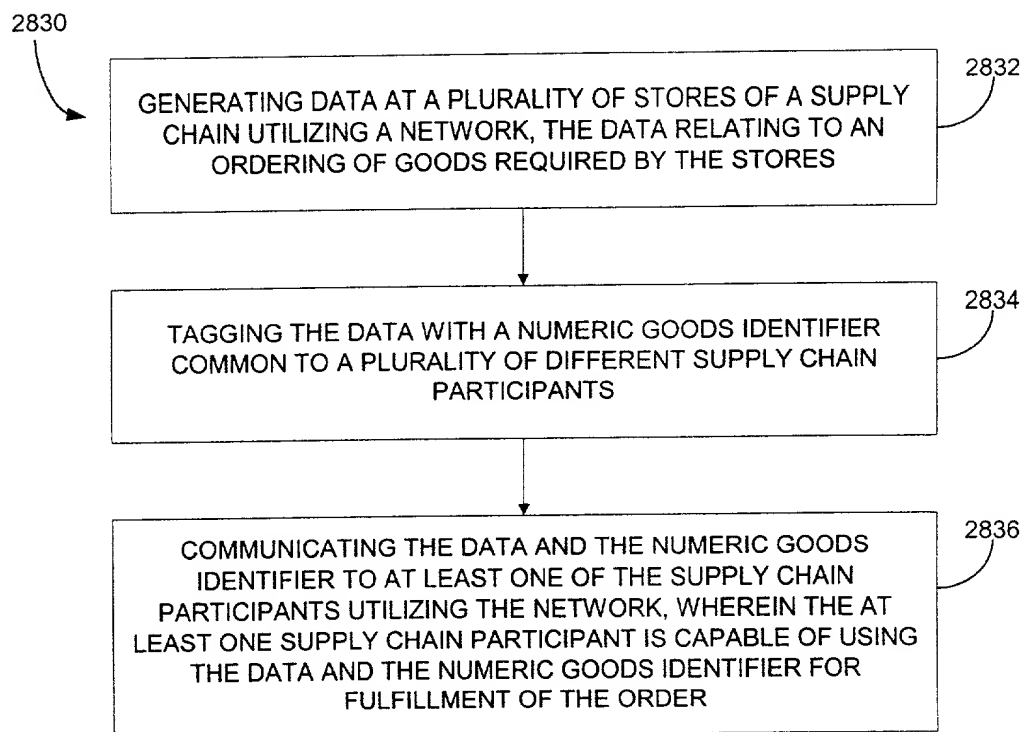 2830
2832
GENERATING DATA AT A PLURALITY OF STORES OF A SUPPLY
CHAIN UTILIZING A NETWORK, THE DATA RELATING TO AN
ORDERING OF GOODS REQUIRED BY THE STORES
2834
TAGGING THE DATA WITH A NUMERIC GOODS IDENTIFIER
COMMON TO A PLURALITY OF DIFFERENT SUPPLY CHAIN
PARTICIPANTS
2836
COMMUNICATING THE DATA AND THE NUMERIC GOODS
IDENTIFIER TO AT LEAST ONE OF THE SUPPLY CHAIN
PARTICIPANTS UTILIZING THE NETWORK, WHEREIN THE AT
LEAST ONE SUPPLY CHAIN PARTICIPANT IS CAPABLE OF USING
THE DATA AND THE NUMERIC GOODS IDENTIFIER FOR
FULFILLMENT OF THE ORDER